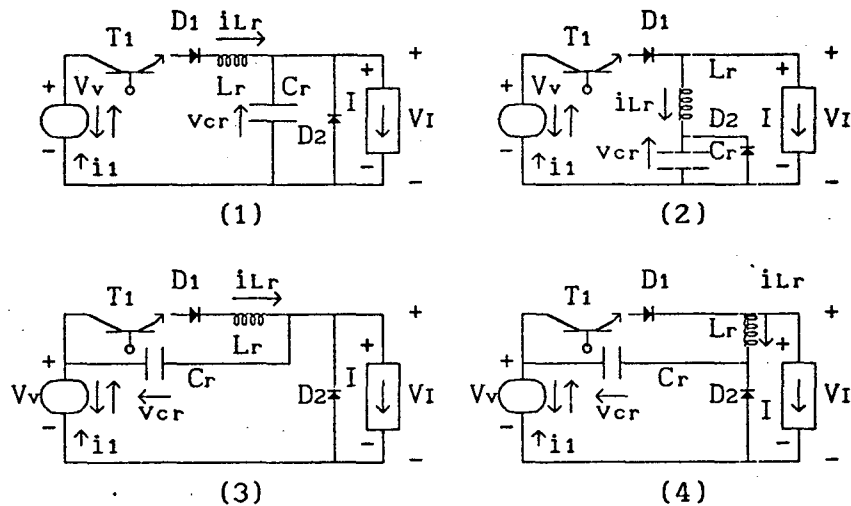 T1 D1 iLr
+ Vv Lr Cr + I VI
vcr D2
- i1 - -
+
(1)
T1 D1
+ Vv Lr + +
iLr D2 I VI
vcr Cr
- i1 - -
(2)
T1 D1 iLr
+ Lr + +
Vv Cr D2 I VI
vcr
- i1 - -
(3)
T1 D1 iLr
+ Lr + +
Vv Cr D2 I VI
vcr
- i1 - -
(4)